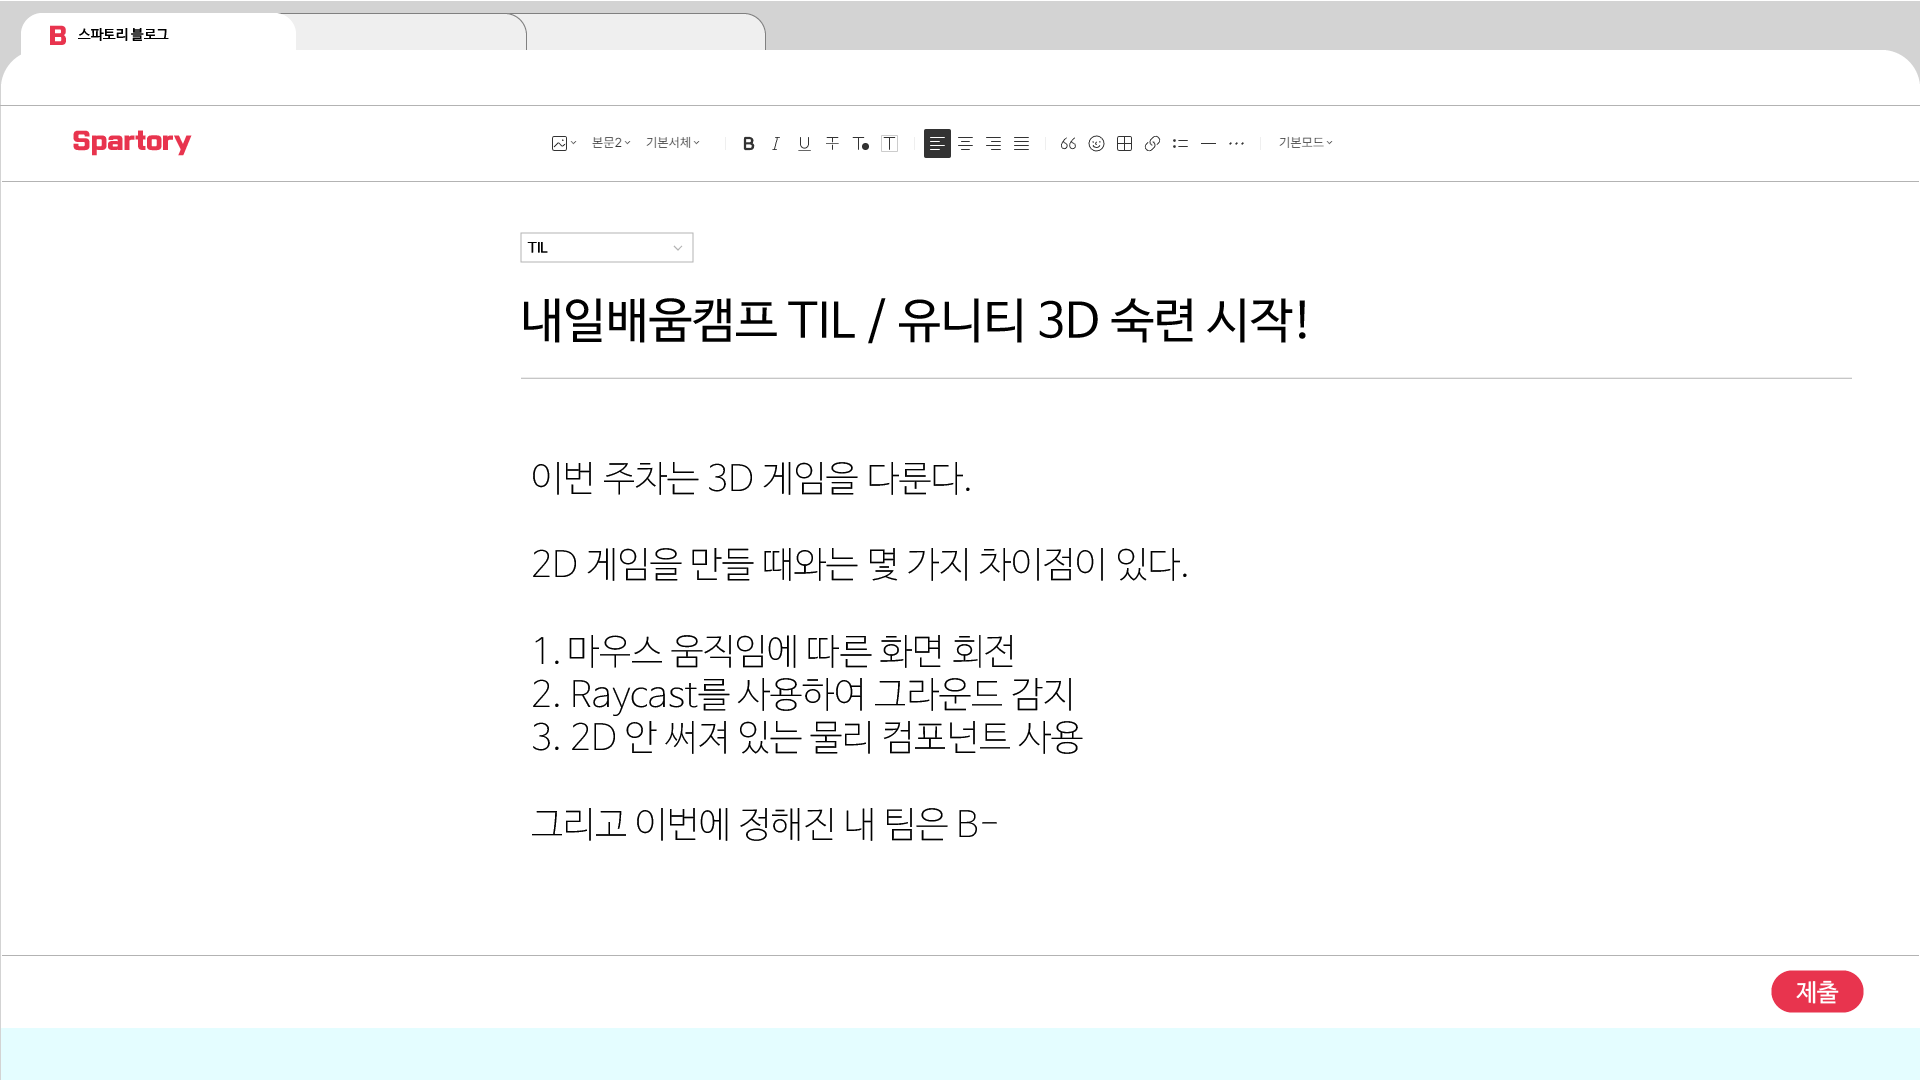 B 스파토리 블로그
Spartory
본문2 기본서체 B I U T T T 66 기본모드
TIL
내일배움캠프 TIL / 유니티 3D 숙련 시작!
이번 주차는 3D 게임을 다룬다.
2D 게임을 만들 때와는 몇 가지 차이점이 있다.
1. 마우스 움직임에 따른 화면 회전
2. Raycast를 사용하여 그라운드 감지
3. 2D 안 써져 있는 물리 컴포넌트 사용
그리고 이번에 정해진 내 팀은 B-
제출